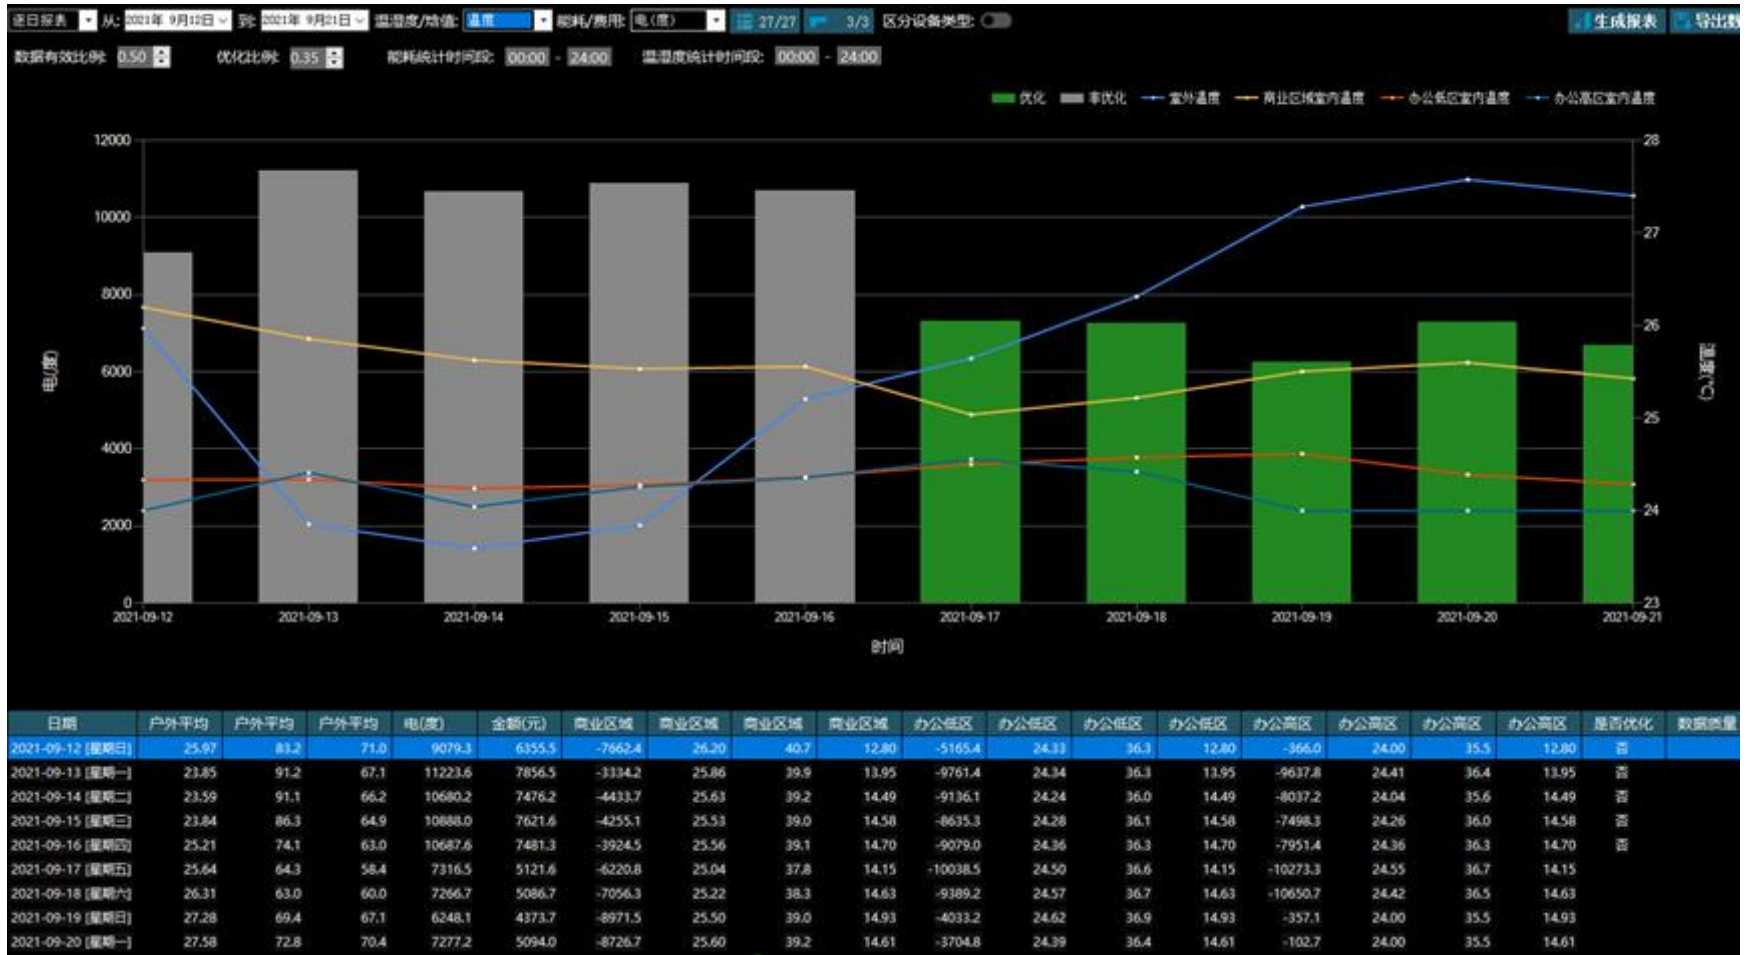 逐日报表 从: 2021年 9月12日 到: 2021年 9月21日 温湿度/焓值: 温度 能耗/费用: 电(度) 27/27 3/3 区分设备类型: 生成报表 导出数
数据有效比例: 0.50 优化比例: 0.35 能耗统计时间段: 00:00 - 24:00 温湿度统计时间段: 00:00 - 24:00
优化 非优化 室外温度 商业区域室内温度 办公低区室内温度 办公高区室内温度
12000 28
10000
27
8000
26
6000
25
4000
24
2000
0 23
电(度)
温度(℃)
2021-09-12 2021-09-13 2021-09-14 2021-09-15 2021-09-16 2021-09-17 2021-09-18 2021-09-19 2021-09-20 2021-09-21
时间
日期 户外平均 户外平均 户外平均 电(度) 金额(元) 商业区域 商业区域 商业区域 商业区域 办公低区 办公低区 办公低区 办公低区 办公高区 办公高区 办公高区 办公高区 是否优化 数据质量
2021-09-12 [星期日] 25.97 83.2 71.0 9079.3 6355.5 -7662.4 26.20 40.7 12.80 -5165.4 24.33 36.3 12.80 -366.0 24.00 35.5 12.80 否
2021-09-13 [星期一] 23.85 91.2 67.1 11223.6 7856.5 -3334.2 25.86 39.9 13.95 -9761.4 24.34 36.3 13.95 -9637.8 24.41 36.4 13.95 否
2021-09-14 [星期二] 23.59 91.1 66.2 10680.2 7476.2 -4433.7 25.63 39.2 14.49 -9136.1 24.24 36.0 14.49 -8037.2 24.04 35.6 14.49 否
2021-09-15 [星期三] 23.84 86.3 64.9 10888.0 7621.6 -4255.1 25.53 39.0 14.58 -8635.3 24.28 36.1 14.58 -7498.3 24.26 36.0 14.58 否
2021-09-16 [星期四] 25.21 74.1 63.0 10687.6 7481.3 -3924.5 25.56 39.1 14.70 -9079.0 24.36 36.3 14.70 -7951.4 24.36 36.3 14.70 否
2021-09-17 [星期五] 25.64 64.3 58.4 7316.5 5121.6 -6220.8 25.04 37.8 14.15 -10038.5 24.50 36.6 14.15 -10273.3 24.55 36.7 14.15
2021-09-18 [星期六] 26.31 63.0 60.0 7266.7 5086.7 -7056.3 25.22 38.3 14.63 -9389.2 24.57 36.7 14.63 -10650.7 24.42 36.5 14.63
2021-09-19 [星期日] 27.28 69.4 67.1 6248.1 4373.7 -8971.5 25.50 39.0 14.93 -4033.2 24.62 36.9 14.93 -357.1 24.00 35.5 14.93
2021-09-20 [星期一] 27.58 72.8 70.4 7277.2 5094.0 -8726.7 25.60 39.2 14.61 -3704.8 24.39 36.4 14.61 -102.7 24.00 35.5 14.61